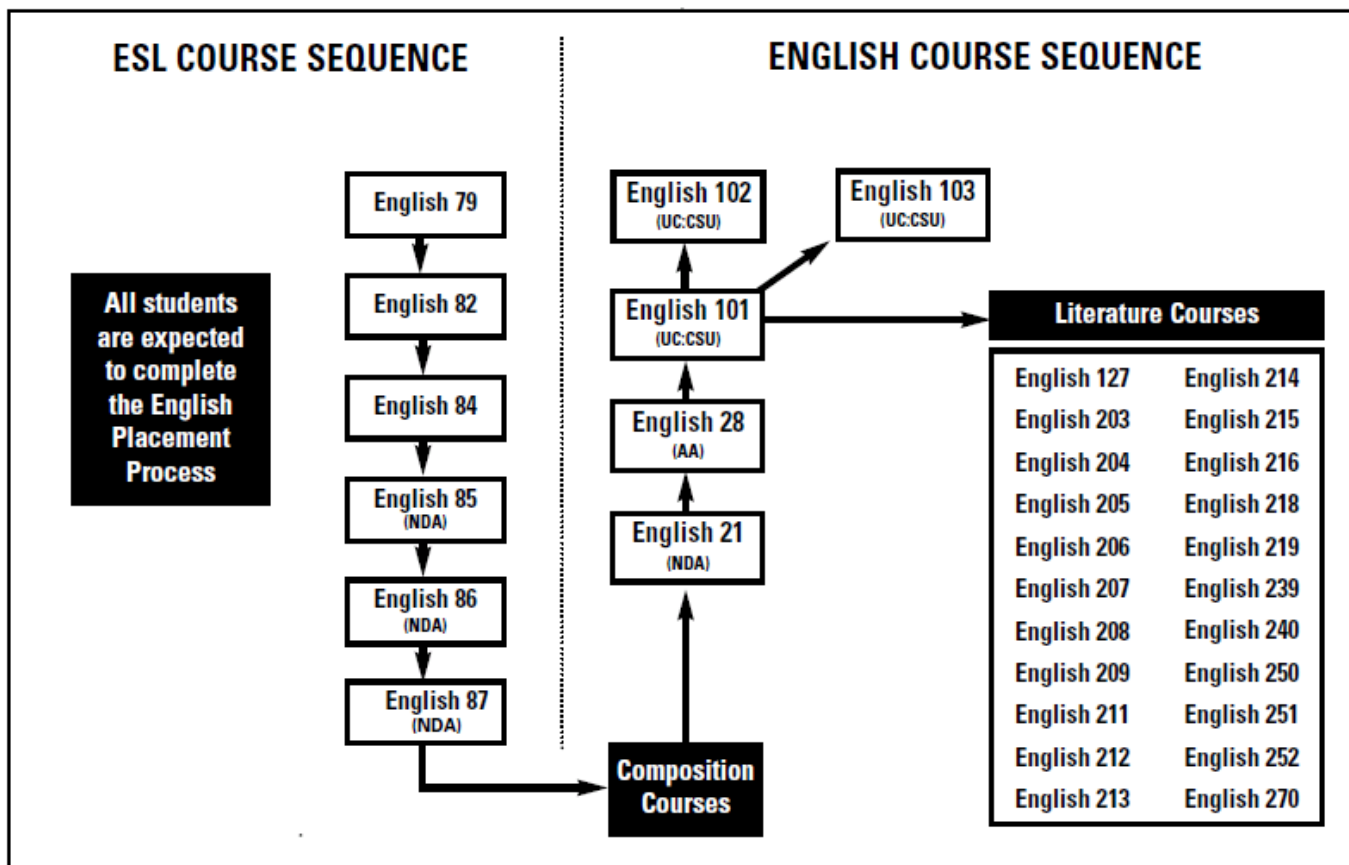 ESL COURSE SEQUENCE
ENGLISH COURSE SEQUENCE
All students
are expected
to complete
the English
Placement
Process
English 79
English 82
English 84
English 85
(NDA)
English 86
(NDA)
English 87
(NDA)
English 102
(UC:CSU)
English 103
(UC:CSU)
English 101
(UC:CSU)
English 28
(AA)
English 21
(NDA)
Composition
Courses
Literature Courses
English 127 English 214
English 203 English 215
English 204 English 216
English 205 English 218
English 206 English 219
English 207 English 239
English 208 English 240
English 209 English 250
English 211 English 251
English 212 English 252
English 213 English 270